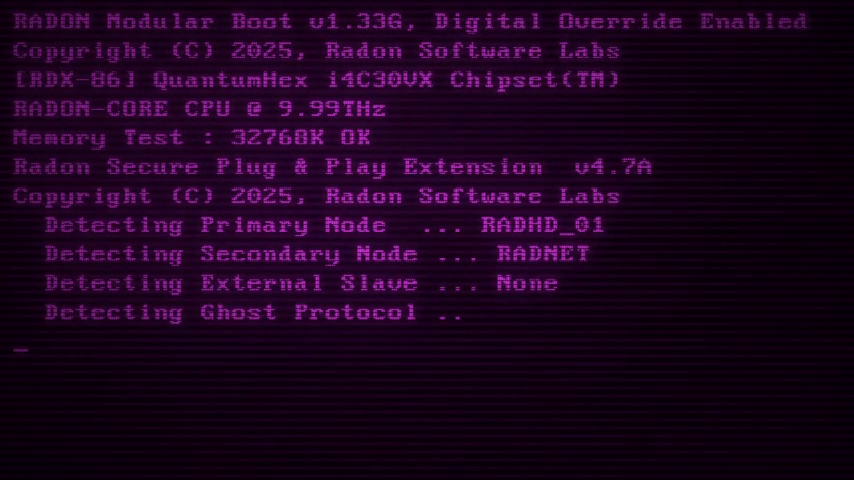 RADON Modular Boot v1.33G, Digital Override Enabled
Copyright (C) 2025, Radon Software Labs
[RDX-86] QuantumHex i4C30VX Chipset(TM)
RADON-CORE CPU @ 9.99THz
Memory Test : 32768K OK
Radon Secure Plug & Play Extension  v4.7A
Copyright (C) 2025, Radon Software Labs
  Detecting Primary Node  ... RADHD_01
  Detecting Secondary Node ... RADNET
  Detecting External Slave ... None
  Detecting Ghost Protocol ..
_